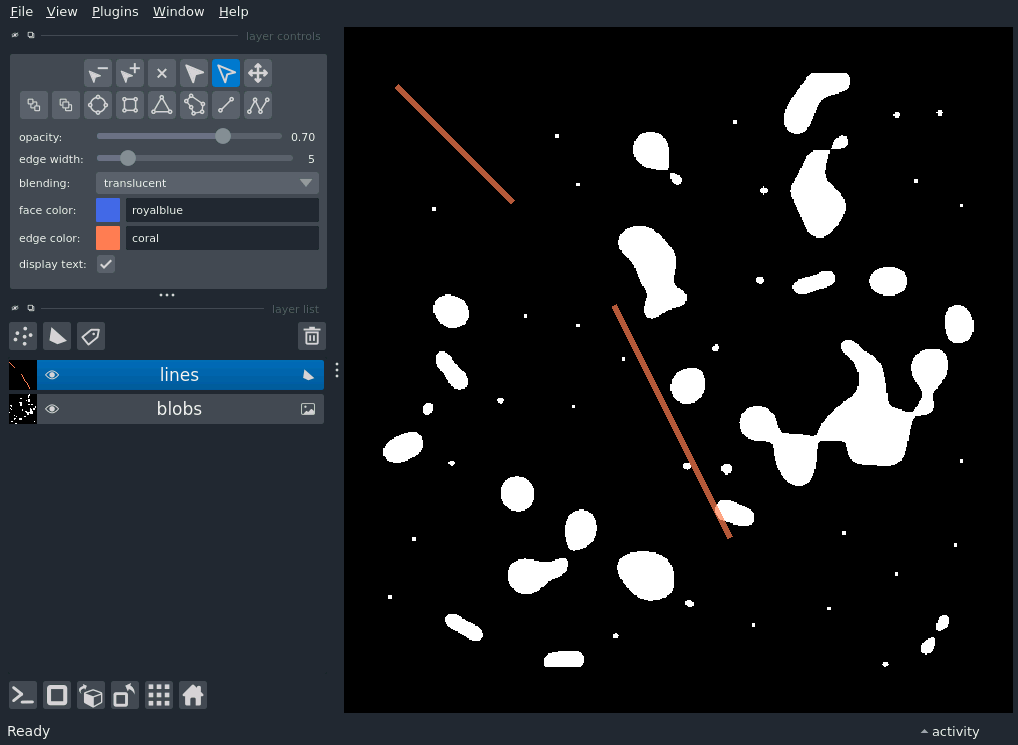 File View Plugins Window Help
layer controls
opacity: 0.70
edge width: 5
blending: translucent
face color: royalblue
edge color: coral
display text:
layer list
lines
blobs
Ready
activity